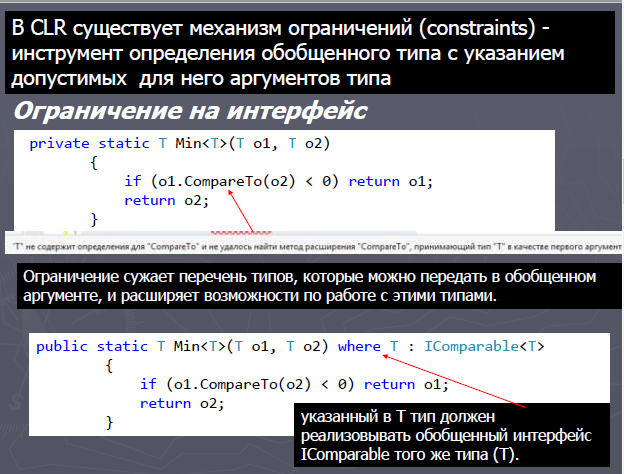 В CLR существует механизм ограничений (constraints) -
инструмент определения обобщенного типа с указанием
допустимых для него аргументов типа
Ограничение на интерфейс
private static T Min<T>(T o1, T o2)
{
if (o1.CompareTo(o2) < 0) return o1;
return o2;
}
"T" не содержит определения для "CompareTo" и не удалось найти метод расширения "CompareTo", принимающий тип "T" в качестве первого аргумент
Ограничение сужает перечень типов, которые можно передать в обобщенном
аргументе, и расширяет возможности по работе с этими типами.
public static T Min<T>(T o1, T o2) where T : IComparable<T>
{
if (o1.CompareTo(o2) < 0) return o1;
return o2;
}
указанный в T тип должен
реализовывать обобщенный интерфейс
IComparable того же типа (T).